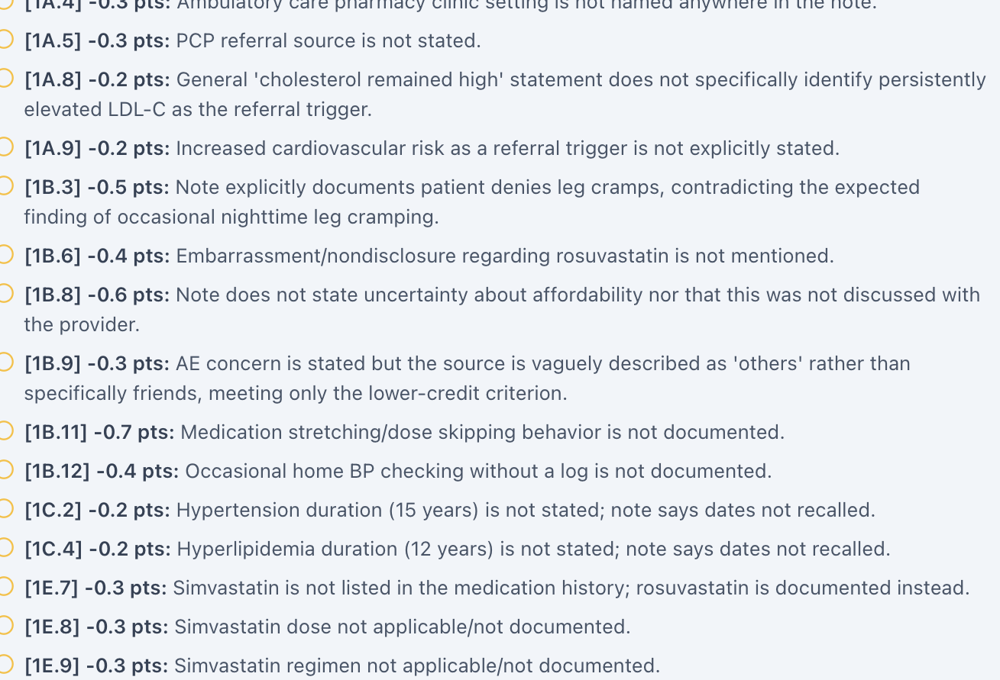 [1A.4] -0.3 pts: Ambulatory care pharmacy clinic setting is not named anywhere in the note.
[1A.5] -0.3 pts: PCP referral source is not stated.
[1A.8] -0.2 pts: General 'cholesterol remained high' statement does not specifically identify persistently
elevated LDL-C as the referral trigger.
[1A.9] -0.2 pts: Increased cardiovascular risk as a referral trigger is not explicitly stated.
[1B.3] -0.5 pts: Note explicitly documents patient denies leg cramps, contradicting the expected
finding of occasional nighttime leg cramping.
[1B.6] -0.4 pts: Embarrassment/nondisclosure regarding rosuvastatin is not mentioned.
[1B.8] -0.6 pts: Note does not state uncertainty about affordability nor that this was not discussed with
the provider.
[1B.9] -0.3 pts: AE concern is stated but the source is vaguely described as 'others' rather than
specifically friends, meeting only the lower-credit criterion.
[1B.11] -0.7 pts: Medication stretching/dose skipping behavior is not documented.
[1B.12] -0.4 pts: Occasional home BP checking without a log is not documented.
[1C.2] -0.2 pts: Hypertension duration (15 years) is not stated; note says dates not recalled.
[1C.4] -0.2 pts: Hyperlipidemia duration (12 years) is not stated; note says dates not recalled.
[1E.7] -0.3 pts: Simvastatin is not listed in the medication history; rosuvastatin is documented instead.
[1E.8] -0.3 pts: Simvastatin dose not applicable/not documented.
[1E.9] -0.3 pts: Simvastatin regimen not applicable/not documented.